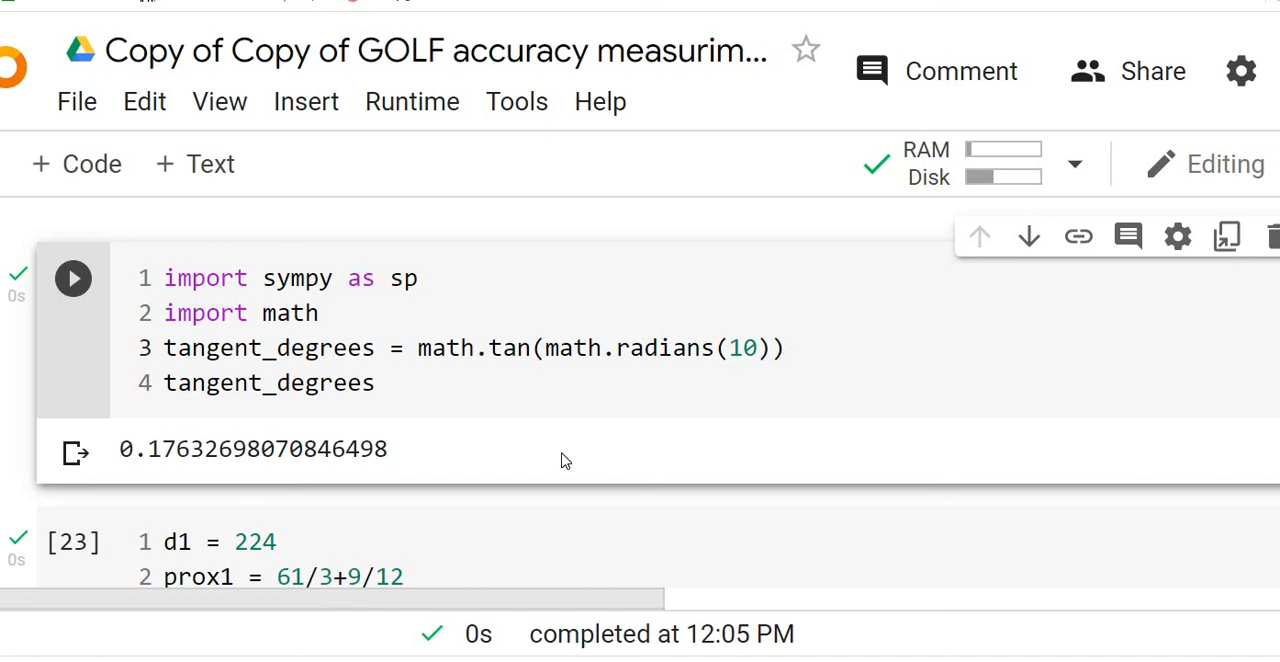 Copy of Copy of GOLF accuracy measurim...
Comment
Share
File Edit View Insert Runtime Tools Help
+ Code + Text
RAM
Disk
Editing
0s
1 import sympy as sp
2 import math
3 tangent_degrees = math.tan(math.radians(10))
4 tangent_degrees
0.17632698070846498
0s
[23]
1 d1 = 224
2 prox1 = 61/3+9/12
0s completed at 12:05 PM